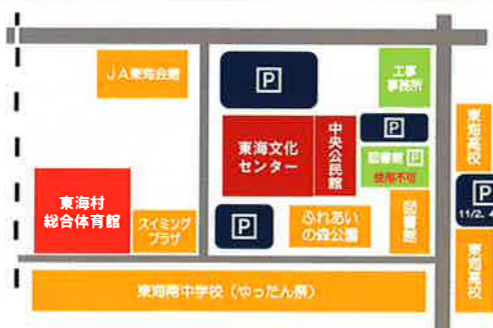 JA東海会館
P
工事
事務所
東海文化
センター
中央公民館
P
図書館 P
使用不可
東海高校
P
11/2、4
東海村
総合体育館
スイミング
プラザ
P
ふれあい
の森公園
図書館
東海高校
東海南中学校（やったん祭）